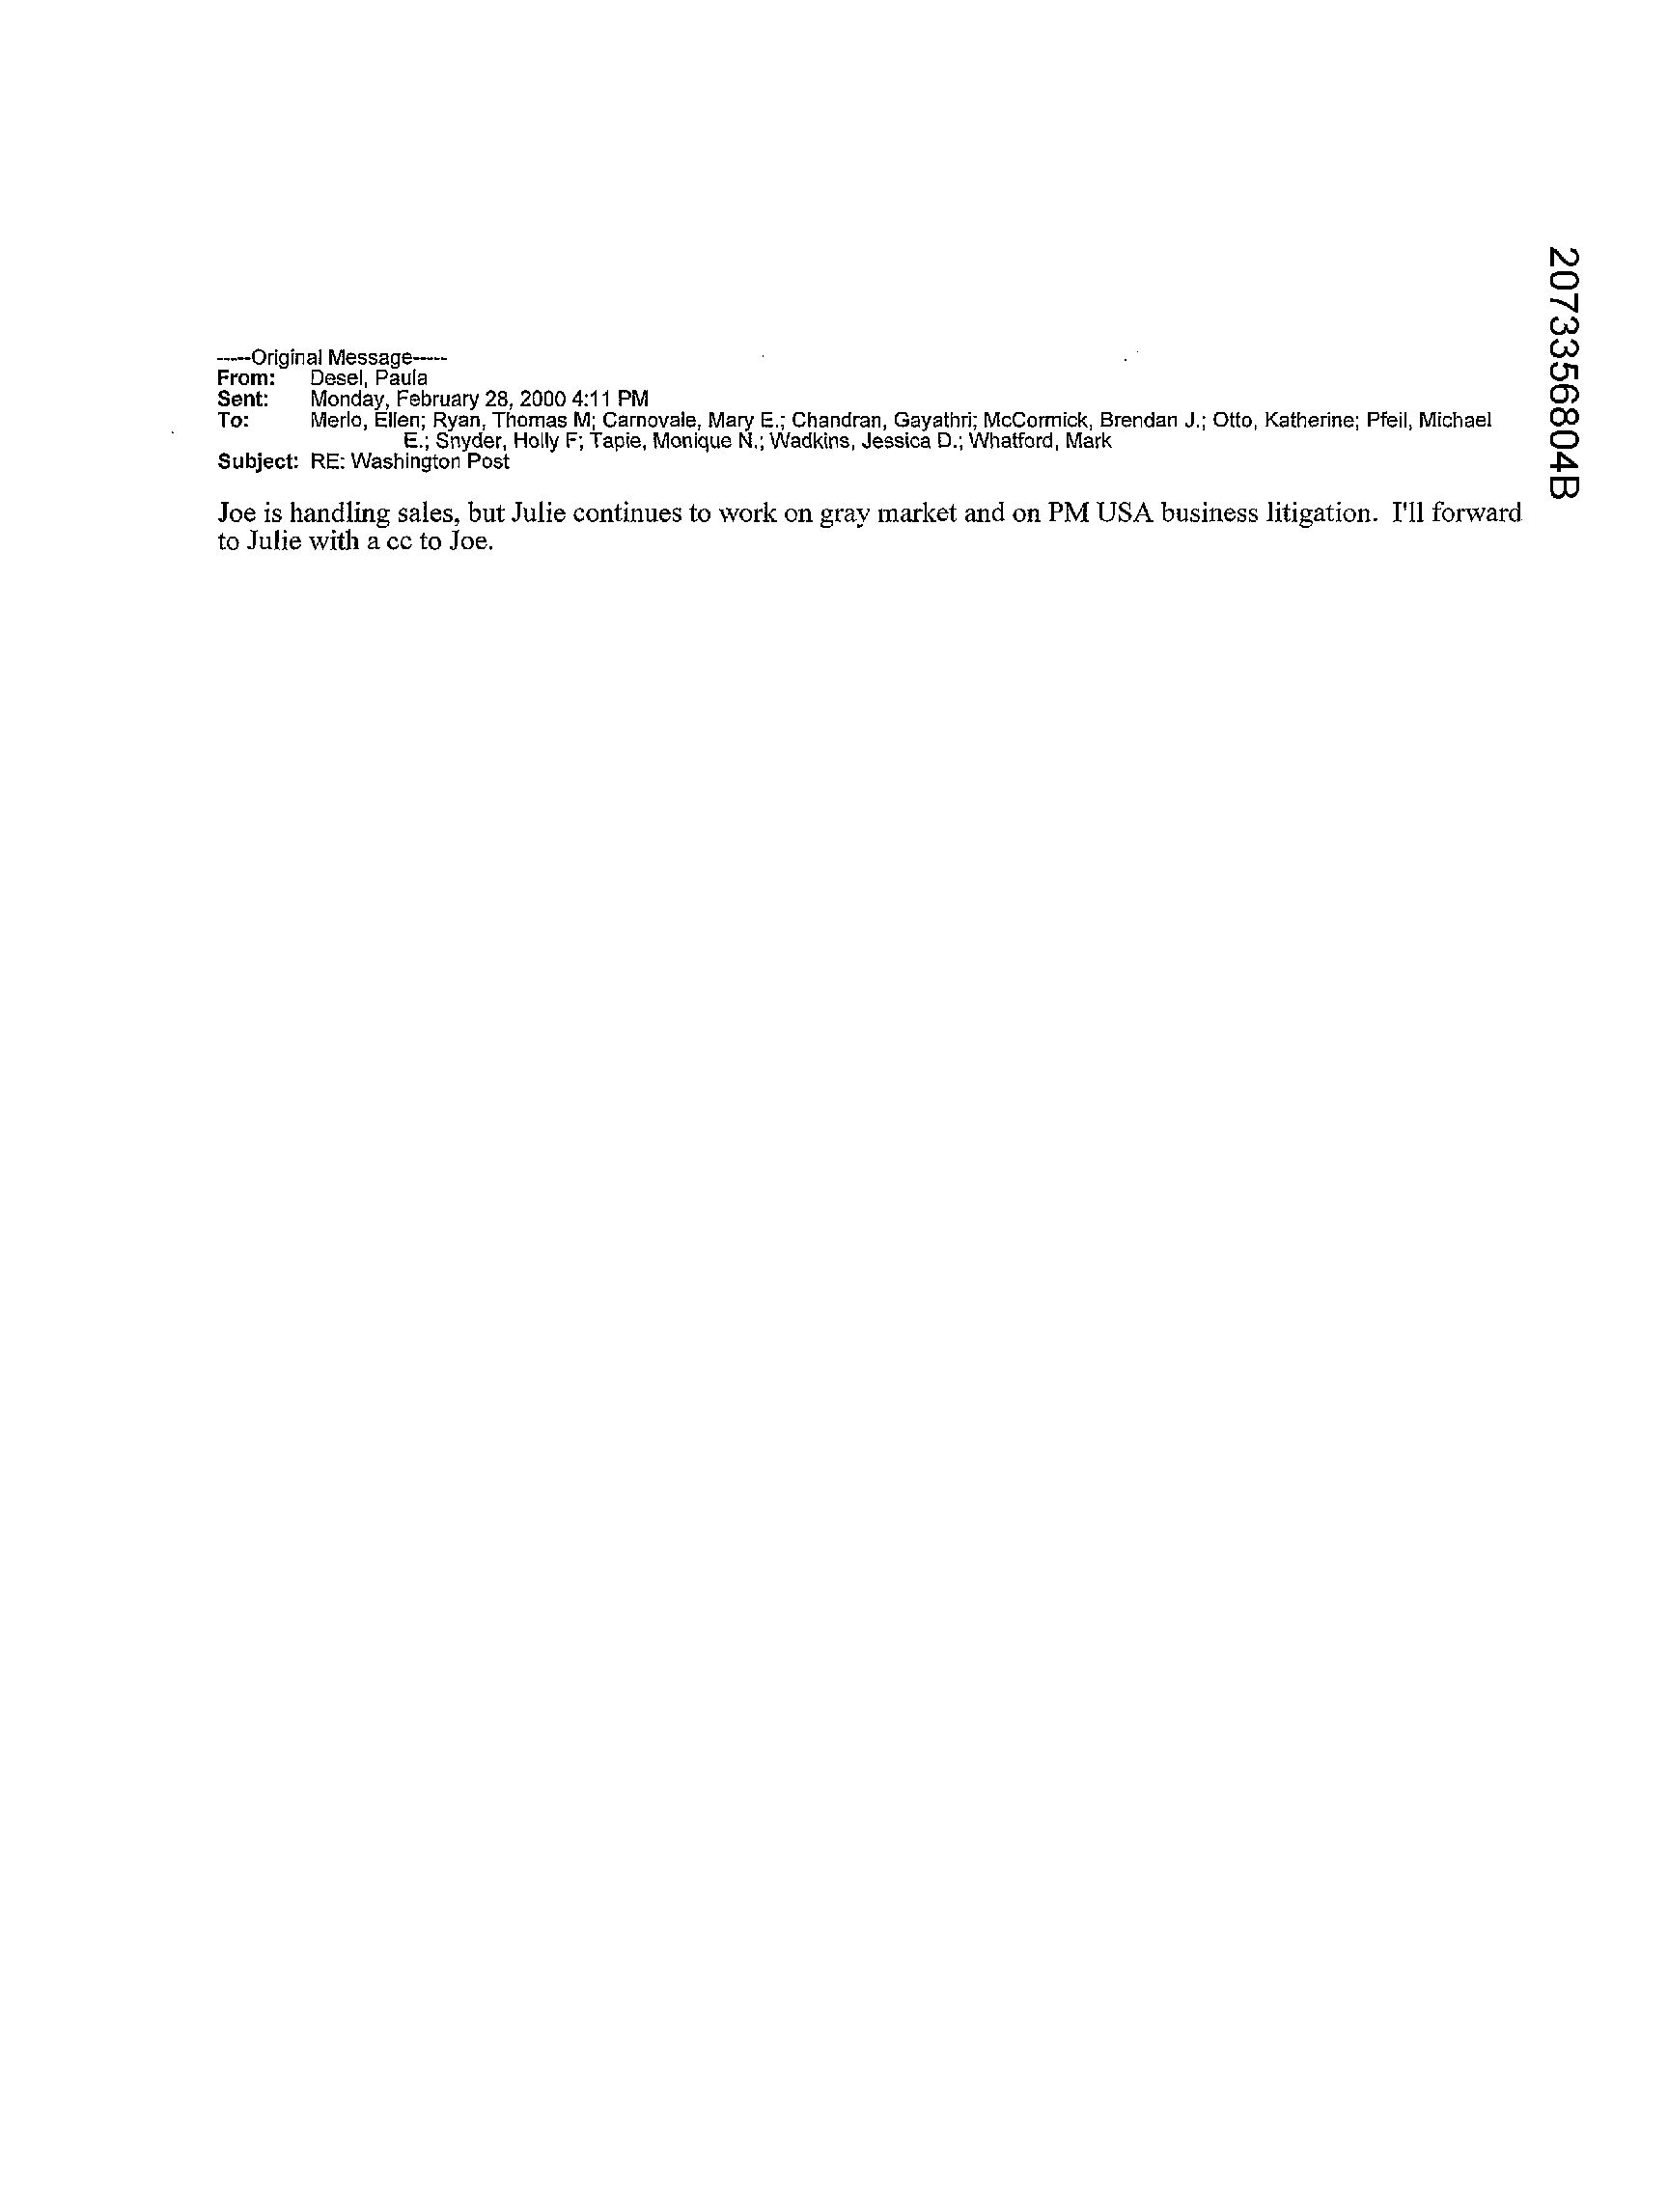 -----Original Message-----
From: Desel, Paula
Sent: Monday, February 28, 2000 4:11 PM
To: Merlo, Ellen; Ryan, Thomas M; Carnovale, Mary E.; Chandran, Gayathri; McCormick, Brendan J.; Otto, Katherine; Pfeil, Michael
E.; Snyder, Holly F; Tapie, Monique N.; Wadkins, Jessica D.; Whatford, Mark
Subject: RE: Washington Post
Joe is handling sales, but Julie continues to work on gray market and on PM USA business litigation. I'll forward
to Julie with a cc to Joe.
2073356804B